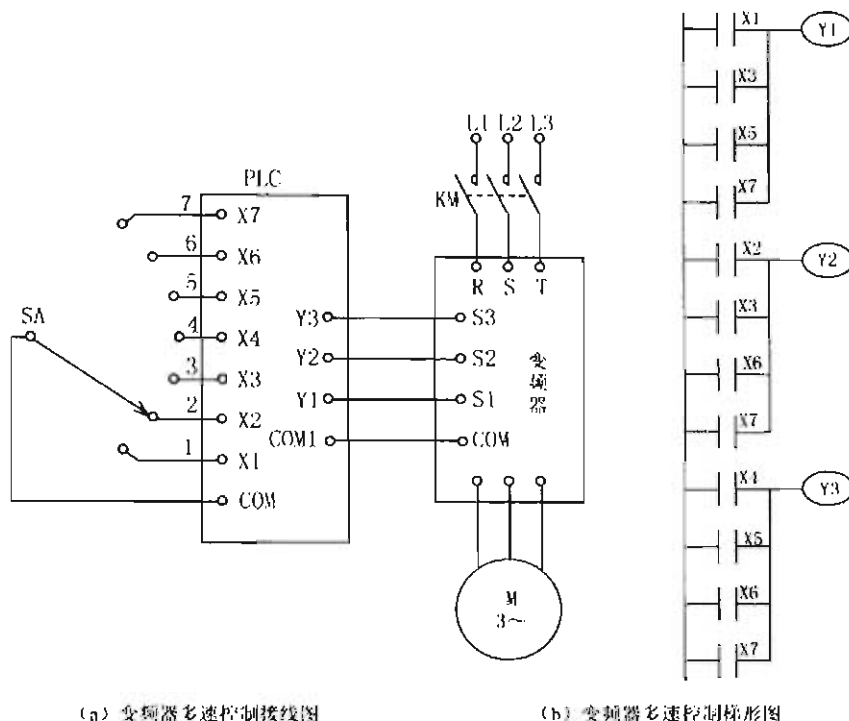 PLC
7 X7
6 X6
5 X5
4 X4
3 X3
2 X2
1 X1
COM
SA
Y3
Y2
Y1
COM1
L1 L2 L3
KM
R S T
S3
S2
S1
COM
变频器
M
3～
X1 Y1
X3
X5
X7
X2 Y2
X3
X6
X7
X4 Y3
X5
X6
X7
(a) 变频器多速控制接线图
(b) 变频器多速控制梯形图